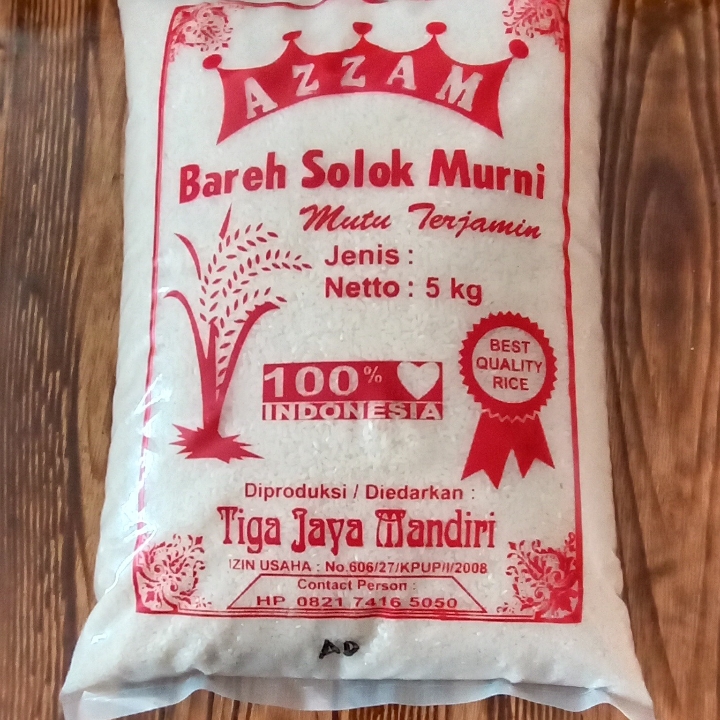 AZZAM
Bareh Solok Murni
Mutu Terjamin
Jenis :
Netto : 5 kg
BEST
QUALITY
RICE
100%
INDONESIA
Diproduksi / Diedarkan :
Tiga Jaya Mandiri
IZIN USAHA : No.606/27/KPUP/I/2008
Contact Person :
HP 0821 7416 5050
AD